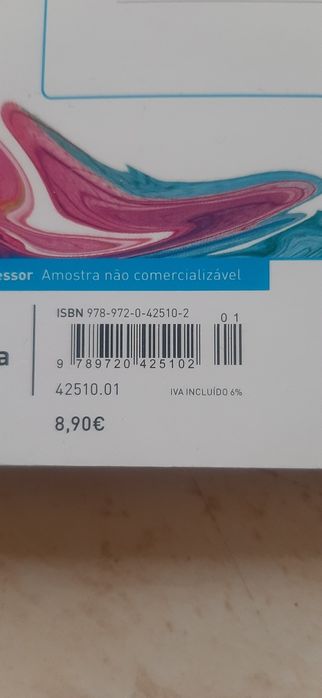 essor Amostra não comercializável
ISBN 978-972-0-42510-2
0 1
a
9 789720 425102
42510.01 IVA INCLUÍDO 6%
8,90€